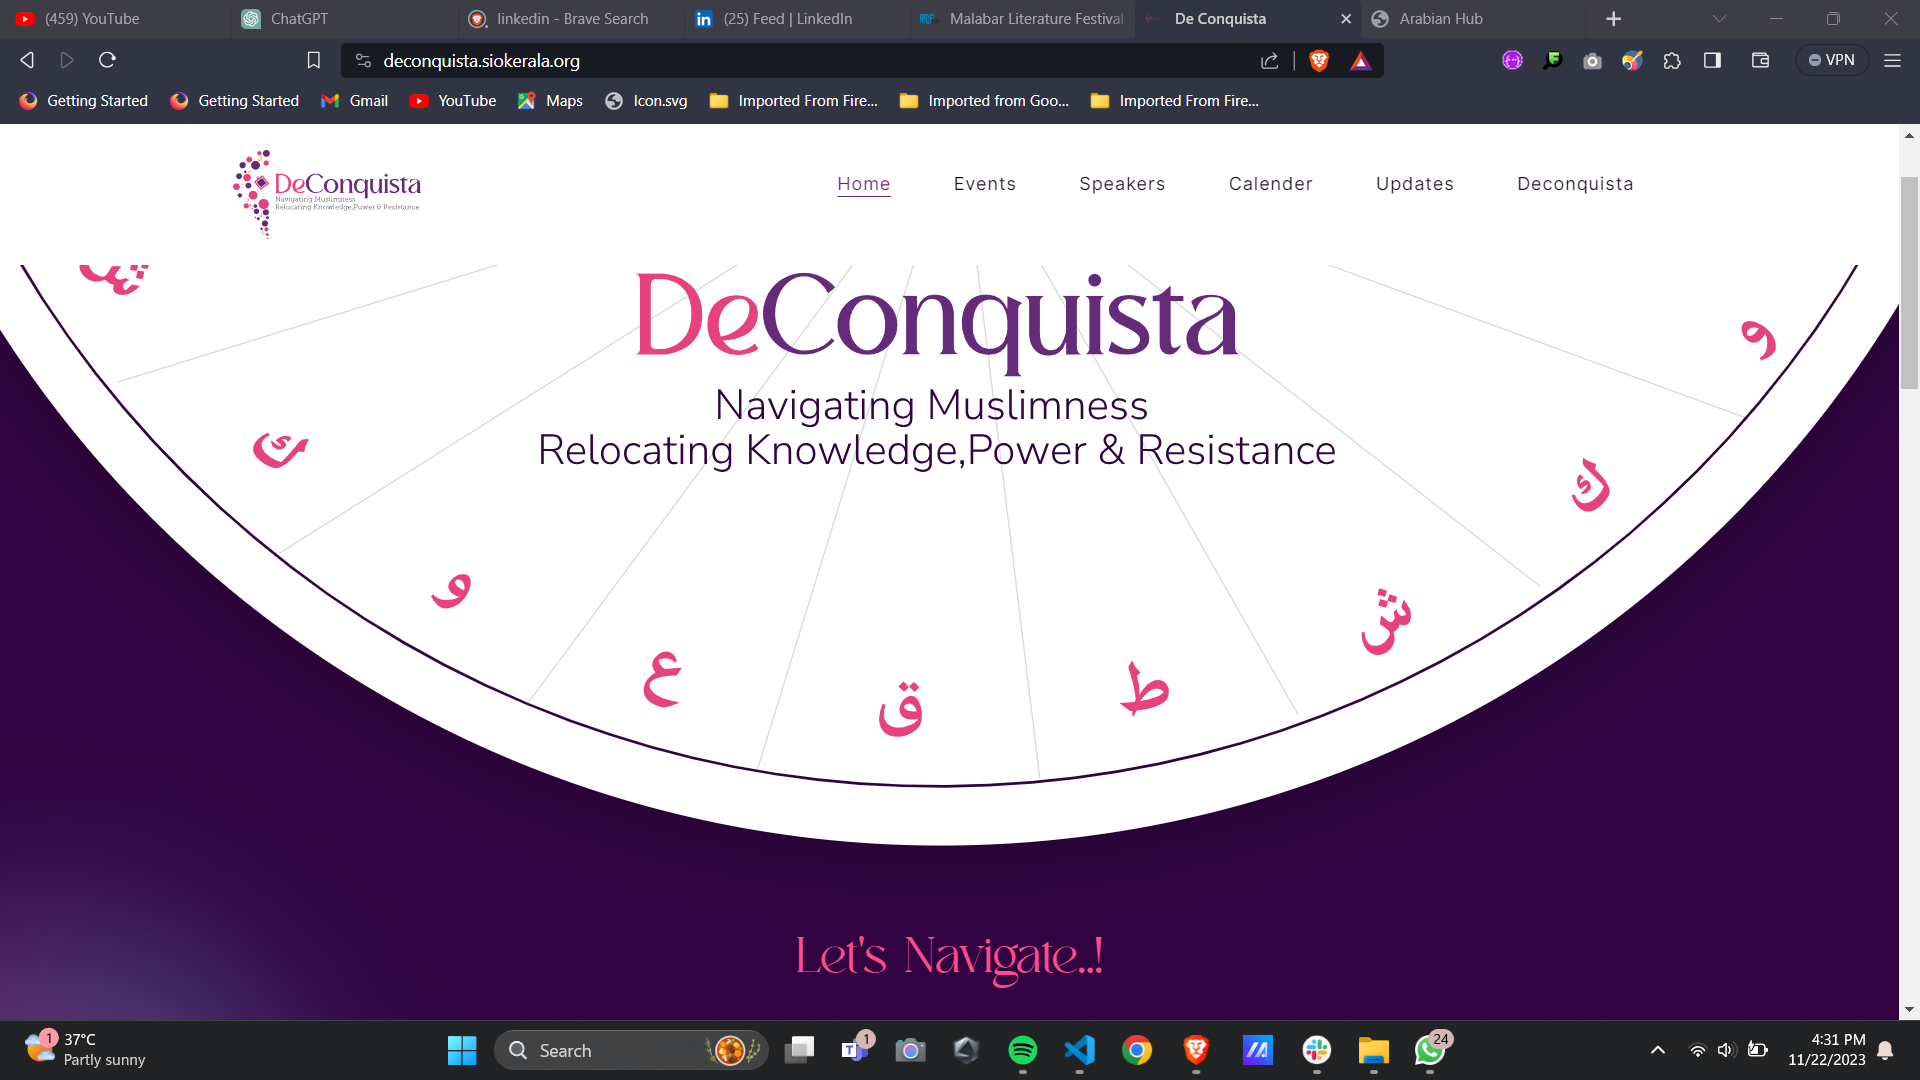 (459) YouTube
ChatGPT
linkedin - Brave Search
(25) Feed | LinkedIn
Malabar Literature Festival
De Conquista
Arabian Hub
deconquista.siokerala.org
VPN
Getting Started
Getting Started
Gmail
YouTube
Maps
Icon.svg
Imported From Fire...
Imported from Goo...
Imported From Fire...
DeConquista
Navigating Muslimness
Relocating Knowledge,Power & Resistance
Home
Events
Speakers
Calender
Updates
Deconquista
DeConquista
Navigating Muslimness
Relocating Knowledge,Power & Resistance
ش
و
ك
ك
و
ش
ع
ط
ق
Let's Navigate..!
1
37°C
Partly sunny
Search
1
24
4:31 PM
11/22/2023